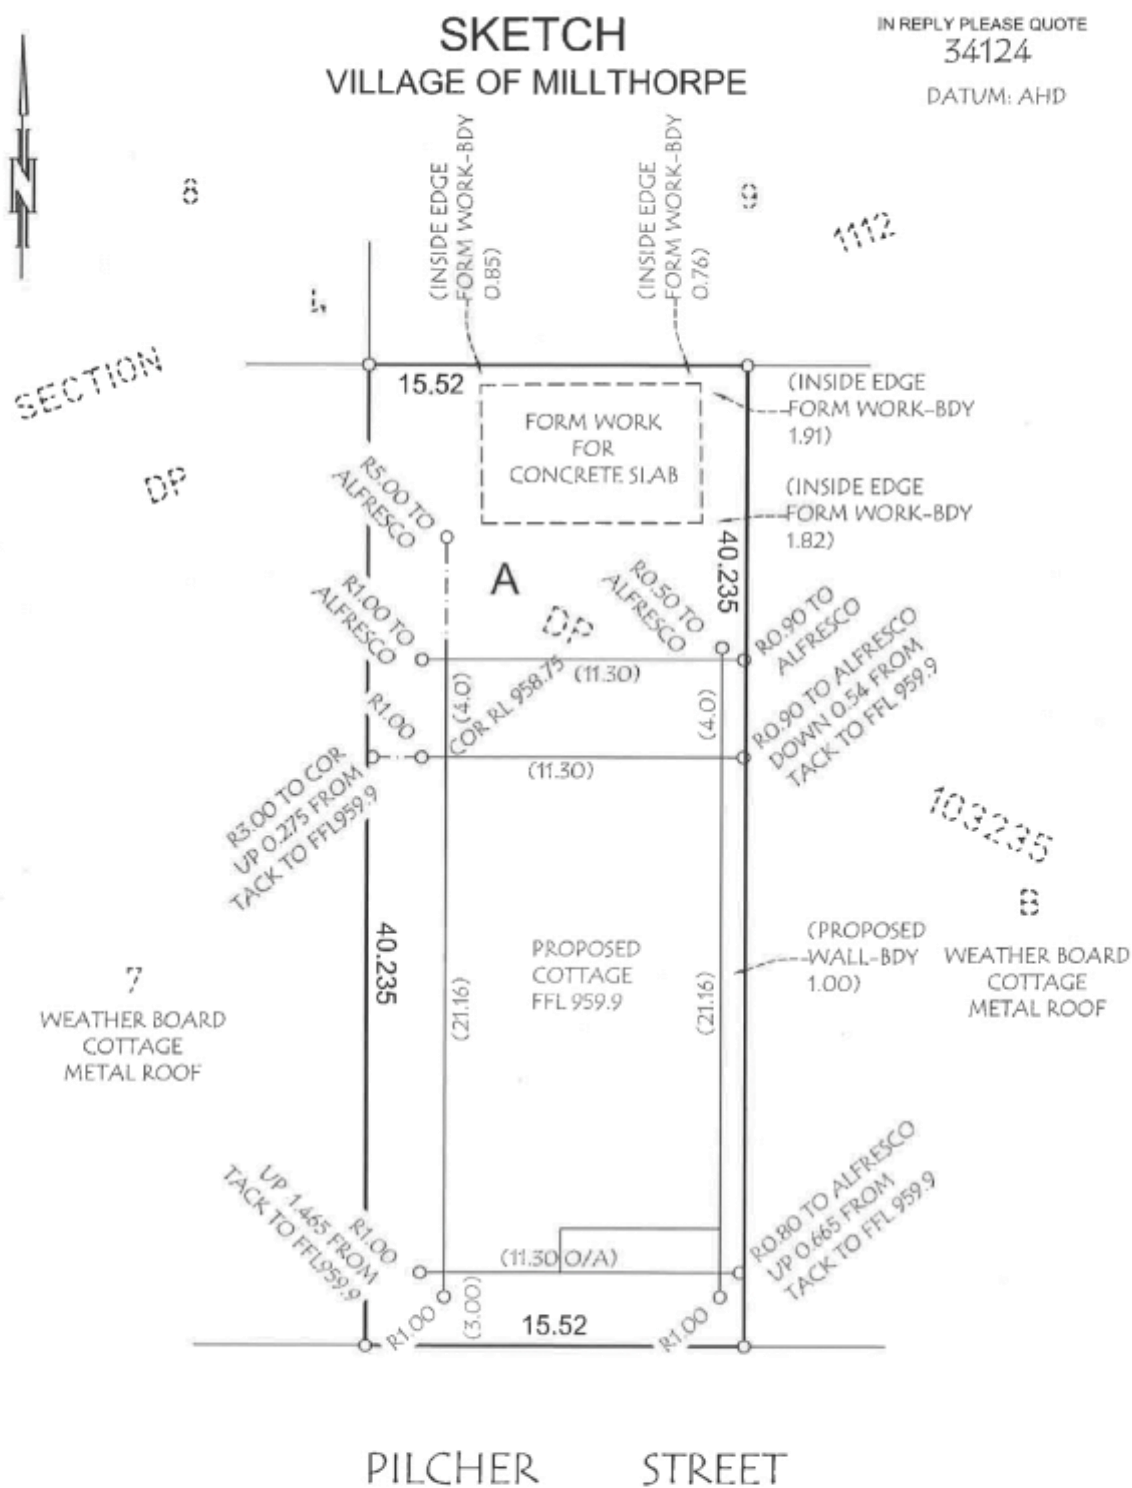 SKETCH
VILLAGE OF MILLTHORPE
IN REPLY PLEASE QUOTE
34124
DATUM: AHD
N
8
9
1112
(INSIDE EDGE
FORM WORK-BDY
0.85)
(INSIDE EDGE
FORM WORK-BDY
0.76)
4
SECTION
DP
15.52
FORM WORK
FOR
CONCRETE SLAB
(INSIDE EDGE
FORM WORK-BDY
1.91)
(INSIDE EDGE
FORM WORK-BDY
1.82)
R5.00 TO
ALFRESCO
A
DP
40.235
R1.00 TO
ALFRESCO
R0.50 TO
ALFRESCO
R0.90 TO
ALFRESCO
(11.30)
(4.0)
COR RL 958.75
(4.0)
R0.90 TO ALFRESCO
DOWN 0.54 FROM
TACK TO FFL 959.9
R1.00
(11.30)
R3.00 TO COR
UP 0.275 FROM
TACK TO FFL959.9
103235
B
WEATHER BOARD
COTTAGE
METAL ROOF
(PROPOSED
WALL-BDY
1.00)
PROPOSED
COTTAGE
FFL 959.9
40.235
(21.16)
(21.16)
7
WEATHER BOARD
COTTAGE
METAL ROOF
R1.00
UP 1.465 FROM
TACK TO FFL959.9
(11.30 O/A)
R0.80 TO ALFRESCO
UP 0.665 FROM
TACK TO FFL 959.9
R1.00
(3.00)
15.52
R1.00
PILCHER STREET